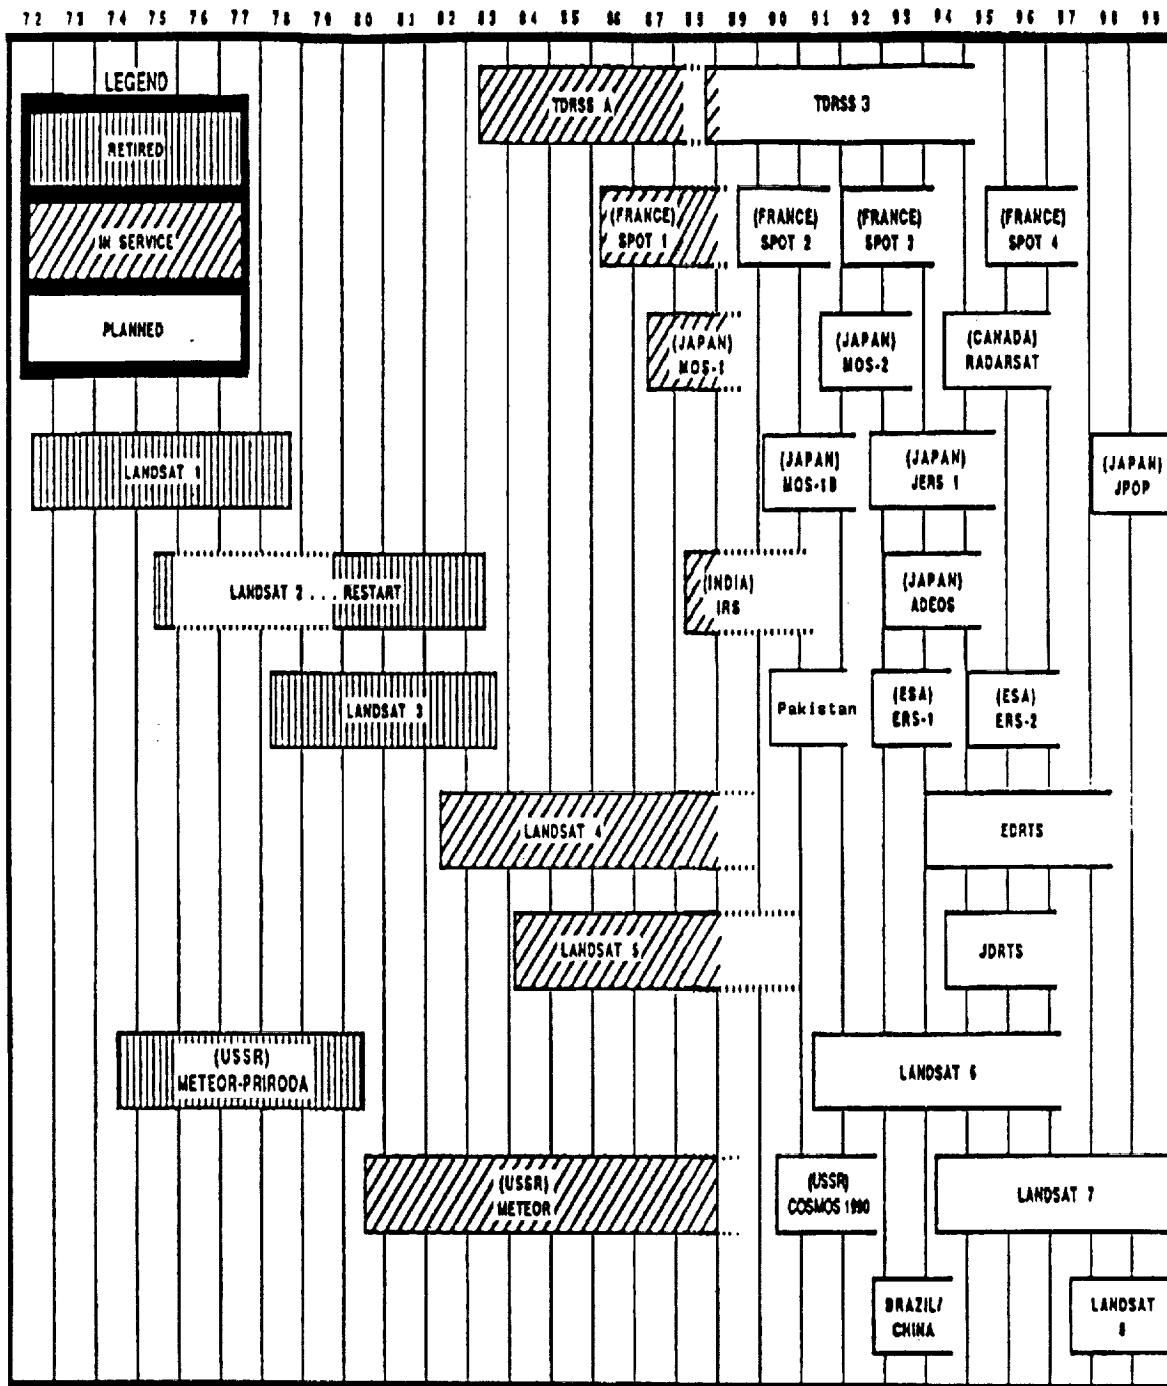 72 73 74 75 76 77 78 79 80 81 82 83 84 85 86 87 88 89 90 91 92 93 94 95 96 97 98 99
LEGEND
RETIRED
IN SERVICE
PLANNED
TDRSS A
TDRSS 3
(FRANCE)
SPOT 1
(FRANCE)
SPOT 2
(FRANCE)
SPOT 3
(FRANCE)
SPOT 4
(JAPAN)
MOS-1
(JAPAN)
MOS-2
(CANADA)
RADARSAT
LANDSAT 1
(JAPAN)
MOS-1B
(JAPAN)
JERS 1
(JAPAN)
JPOP
LANDSAT 2 ... RESTART
(INDIA)
IRS
(JAPAN)
ADEOS
LANDSAT 3
Pakistan
(ESA)
ERS-1
(ESA)
ERS-2
LANDSAT 4
EDRTS
LANDSAT 5
JDRTS
(USSR)
METEOR-PRIRODA
LANDSAT 6
(USSR)
METEOR
(USSR)
COSMOS 1990
LANDSAT 7
BRAZIL/
CHINA
LANDSAT
8